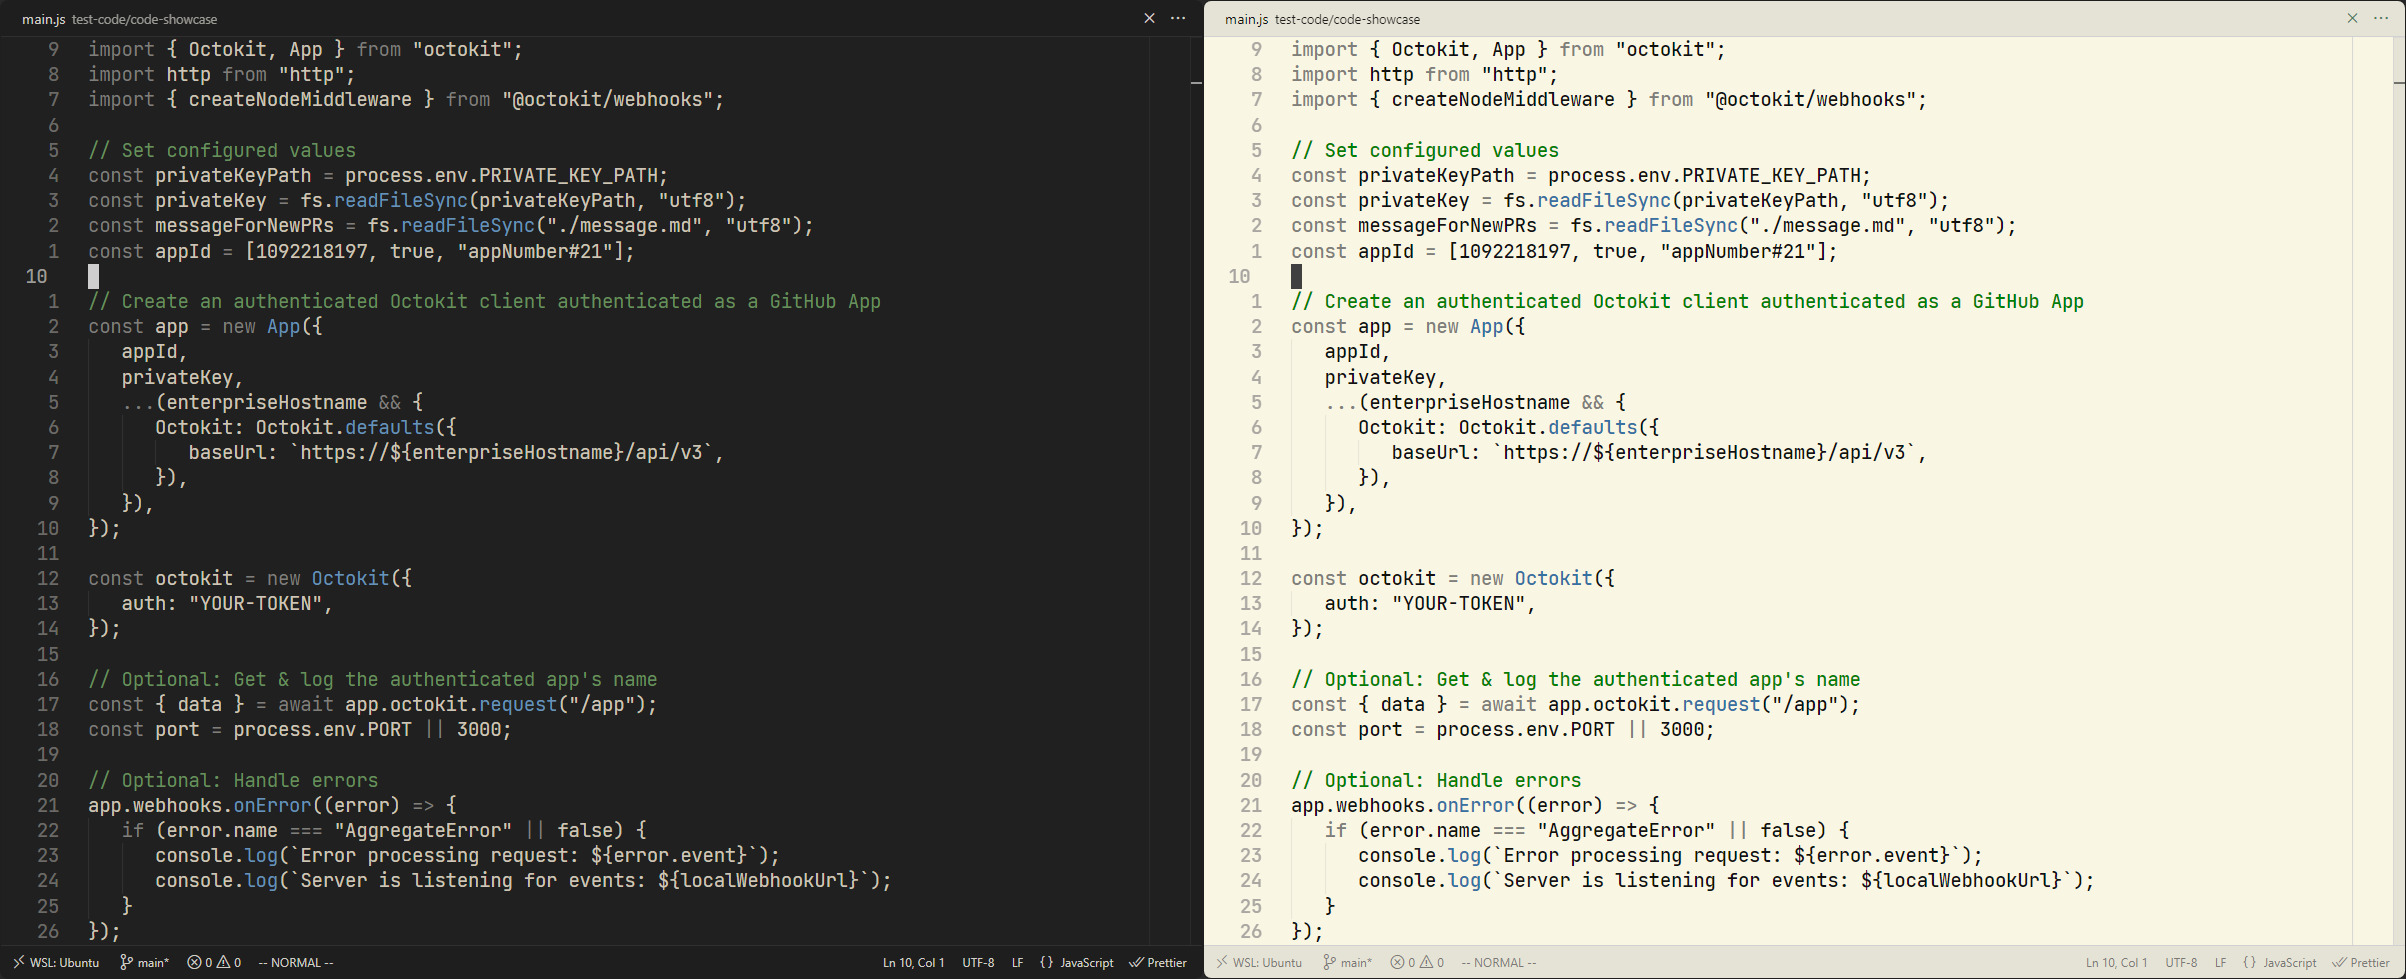 main.js test-code/code-showcase
9 import { Octokit, App } from "octokit";
8 import http from "http";
7 import { createNodeMiddleware } from "@octokit/webhooks";
6
5 // Set configured values
4 const privateKeyPath = process.env.PRIVATE_KEY_PATH;
3 const privateKey = fs.readFileSync(privateKeyPath, "utf8");
2 const messageForNewPRs = fs.readFileSync("./message.md", "utf8");
1 const appId = [1092218197, true, "appNumber#21"];
10
1 // Create an authenticated Octokit client authenticated as a GitHub App
2 const app = new App({
3 appId,
4 privateKey,
5 ...(enterpriseHostname && {
6 Octokit: Octokit.defaults({
7 baseUrl: `https://${enterpriseHostname}/api/v3`,
8 }),
9 }),
10 });
11
12 const octokit = new Octokit({
13 auth: "YOUR-TOKEN",
14 });
15
16 // Optional: Get & log the authenticated app's name
17 const { data } = await app.octokit.request("/app");
18 const port = process.env.PORT || 3000;
19
20 // Optional: Handle errors
21 app.webhooks.onError((error) => {
22 if (error.name === "AggregateError" || false) {
23 console.log(`Error processing request: ${error.event}`);
24 console.log(`Server is listening for events: ${localWebhookUrl}`);
25 }
26 });
WSL: Ubuntu main* 0 0 -- NORMAL -- Ln 10, Col 1 UTF-8 LF {} JavaScript Prettier
main.js test-code/code-showcase
9 import { Octokit, App } from "octokit";
8 import http from "http";
7 import { createNodeMiddleware } from "@octokit/webhooks";
6
5 // Set configured values
4 const privateKeyPath = process.env.PRIVATE_KEY_PATH;
3 const privateKey = fs.readFileSync(privateKeyPath, "utf8");
2 const messageForNewPRs = fs.readFileSync("./message.md", "utf8");
1 const appId = [1092218197, true, "appNumber#21"];
10
1 // Create an authenticated Octokit client authenticated as a GitHub App
2 const app = new App({
3 appId,
4 privateKey,
5 ...(enterpriseHostname && {
6 Octokit: Octokit.defaults({
7 baseUrl: `https://${enterpriseHostname}/api/v3`,
8 }),
9 }),
10 });
11
12 const octokit = new Octokit({
13 auth: "YOUR-TOKEN",
14 });
15
16 // Optional: Get & log the authenticated app's name
17 const { data } = await app.octokit.request("/app");
18 const port = process.env.PORT || 3000;
19
20 // Optional: Handle errors
21 app.webhooks.onError((error) => {
22 if (error.name === "AggregateError" || false) {
23 console.log(`Error processing request: ${error.event}`);
24 console.log(`Server is listening for events: ${localWebhookUrl}`);
25 }
26 });
WSL: Ubuntu main* 0 0 -- NORMAL -- Ln 10, Col 1 UTF-8 LF {} JavaScript Prettier